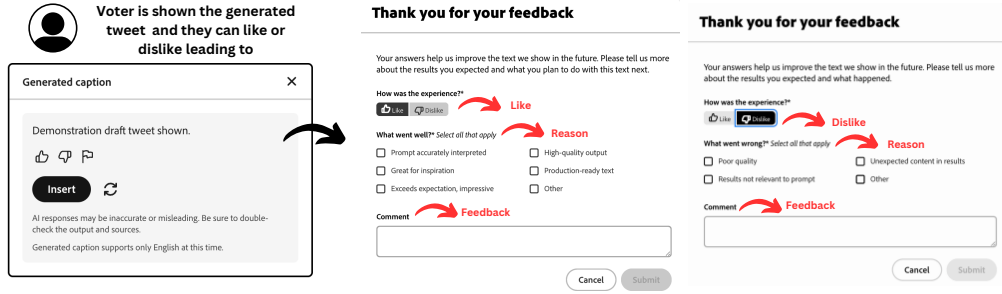 Voter is shown the generated
tweet and they can like or
dislike leading to
Generated caption
Demonstration draft tweet shown.
Insert
AI responses may be inaccurate or misleading. Be sure to double-
check the output and sources.
Generated caption supports only English at this time.
Thank you for your feedback
Your answers help us improve the text we show in the future. Please tell us more
about the results you expected and what you plan to do with this text next.
How was the experience?*
Like Dislike
Like
What went well?* Select all that apply
Reason
Prompt accurately interpreted
High-quality output
Great for inspiration
Production-ready text
Exceeds expectation, impressive
Other
Comment
Feedback
Cancel
Submit
Thank you for your feedback
Your answers help us improve the text we show in the future. Please tell us more
about the results you expected and what happened.
How was the experience?*
Like Dislike
Dislike
What went wrong?* Select all that apply
Reason
Poor quality
Unexpected content in results
Results not relevant to prompt
Other
Comment
Feedback
Cancel
Submit